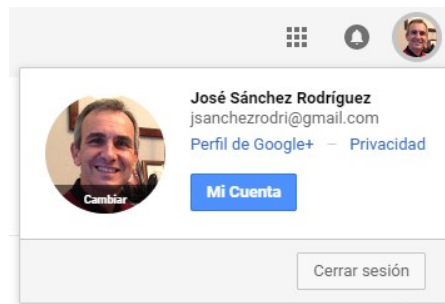 José Sánchez Rodríguez
jsanchezrodri@gmail.com
Perfil de Google+ – Privacidad
Cambiar
Mi Cuenta
Cerrar sesión